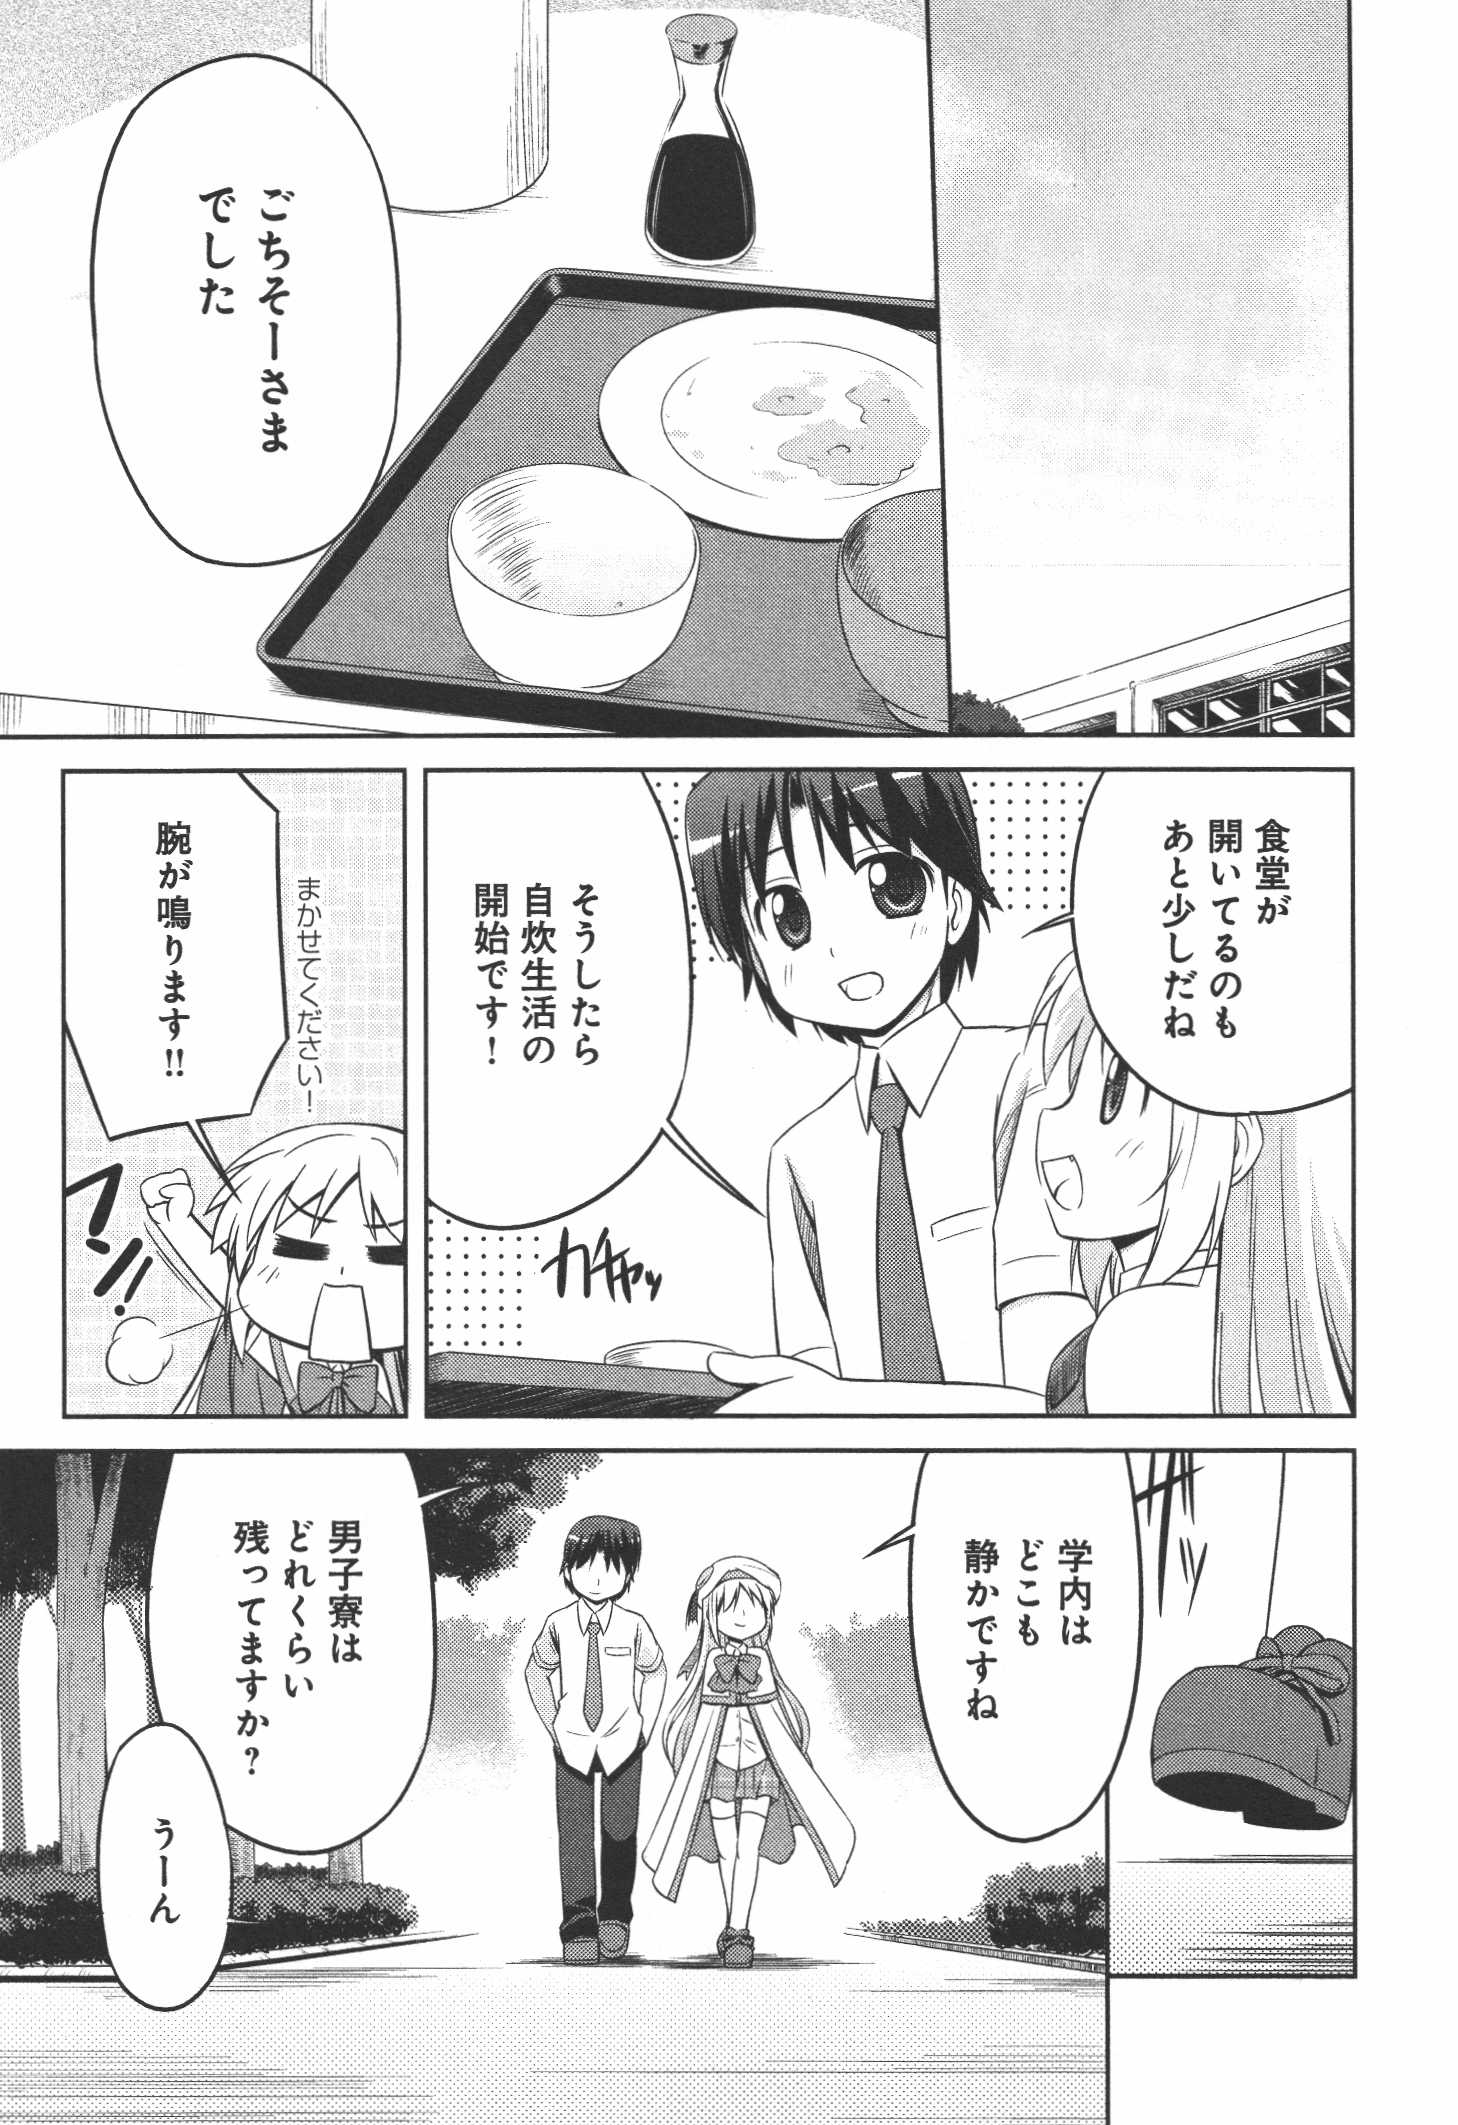 ごちそーさま
でした
食堂が
開いてるのも
あと少しだね
そうしたら
自炊生活の
開始です！
カチャッ
まかせてください！
腕が鳴ります!!
学内は
どこも
静かですね
男子寮は
どれくらい
残ってますか？
うーん